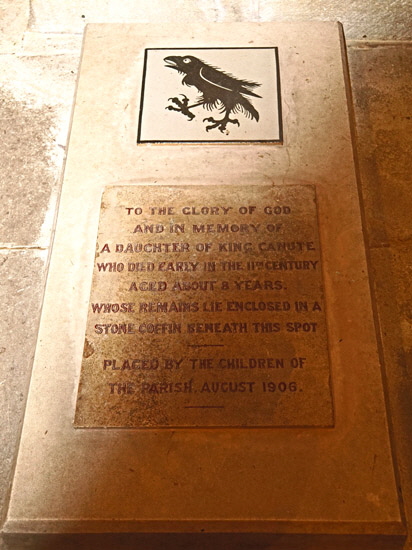 TO THE GLORY OF GOD
AND IN MEMORY OF
A DAUGHTER OF KING CANUTE
WHO DIED EARLY IN THE 11TH CENTURY
AGED ABOUT 8 YEARS.
WHOSE REMAINS LIE ENCLOSED IN A
STONE COFFIN BENEATH THIS SPOT
PLACED BY THE CHILDREN OF
THE PARISH, AUGUST 1906.